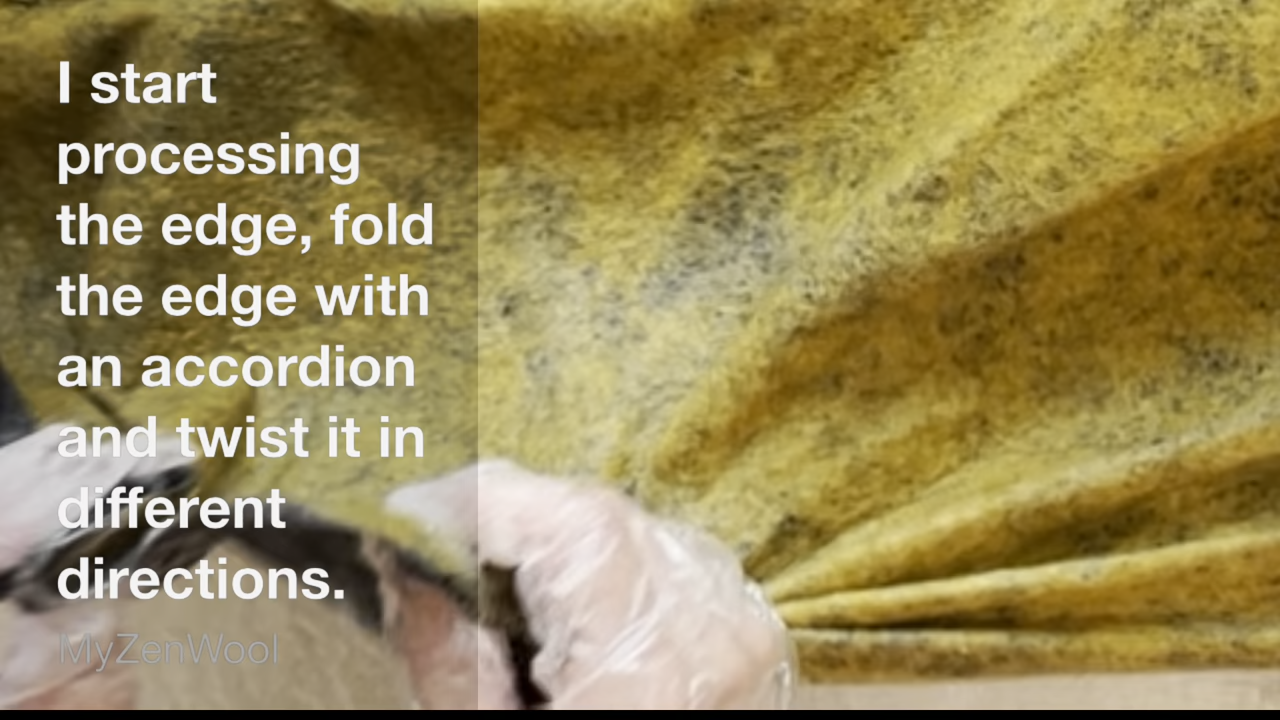 I start
processing
the edge, fold
the edge with
an accordion
and twist it in
different
directions.
MyZenWool